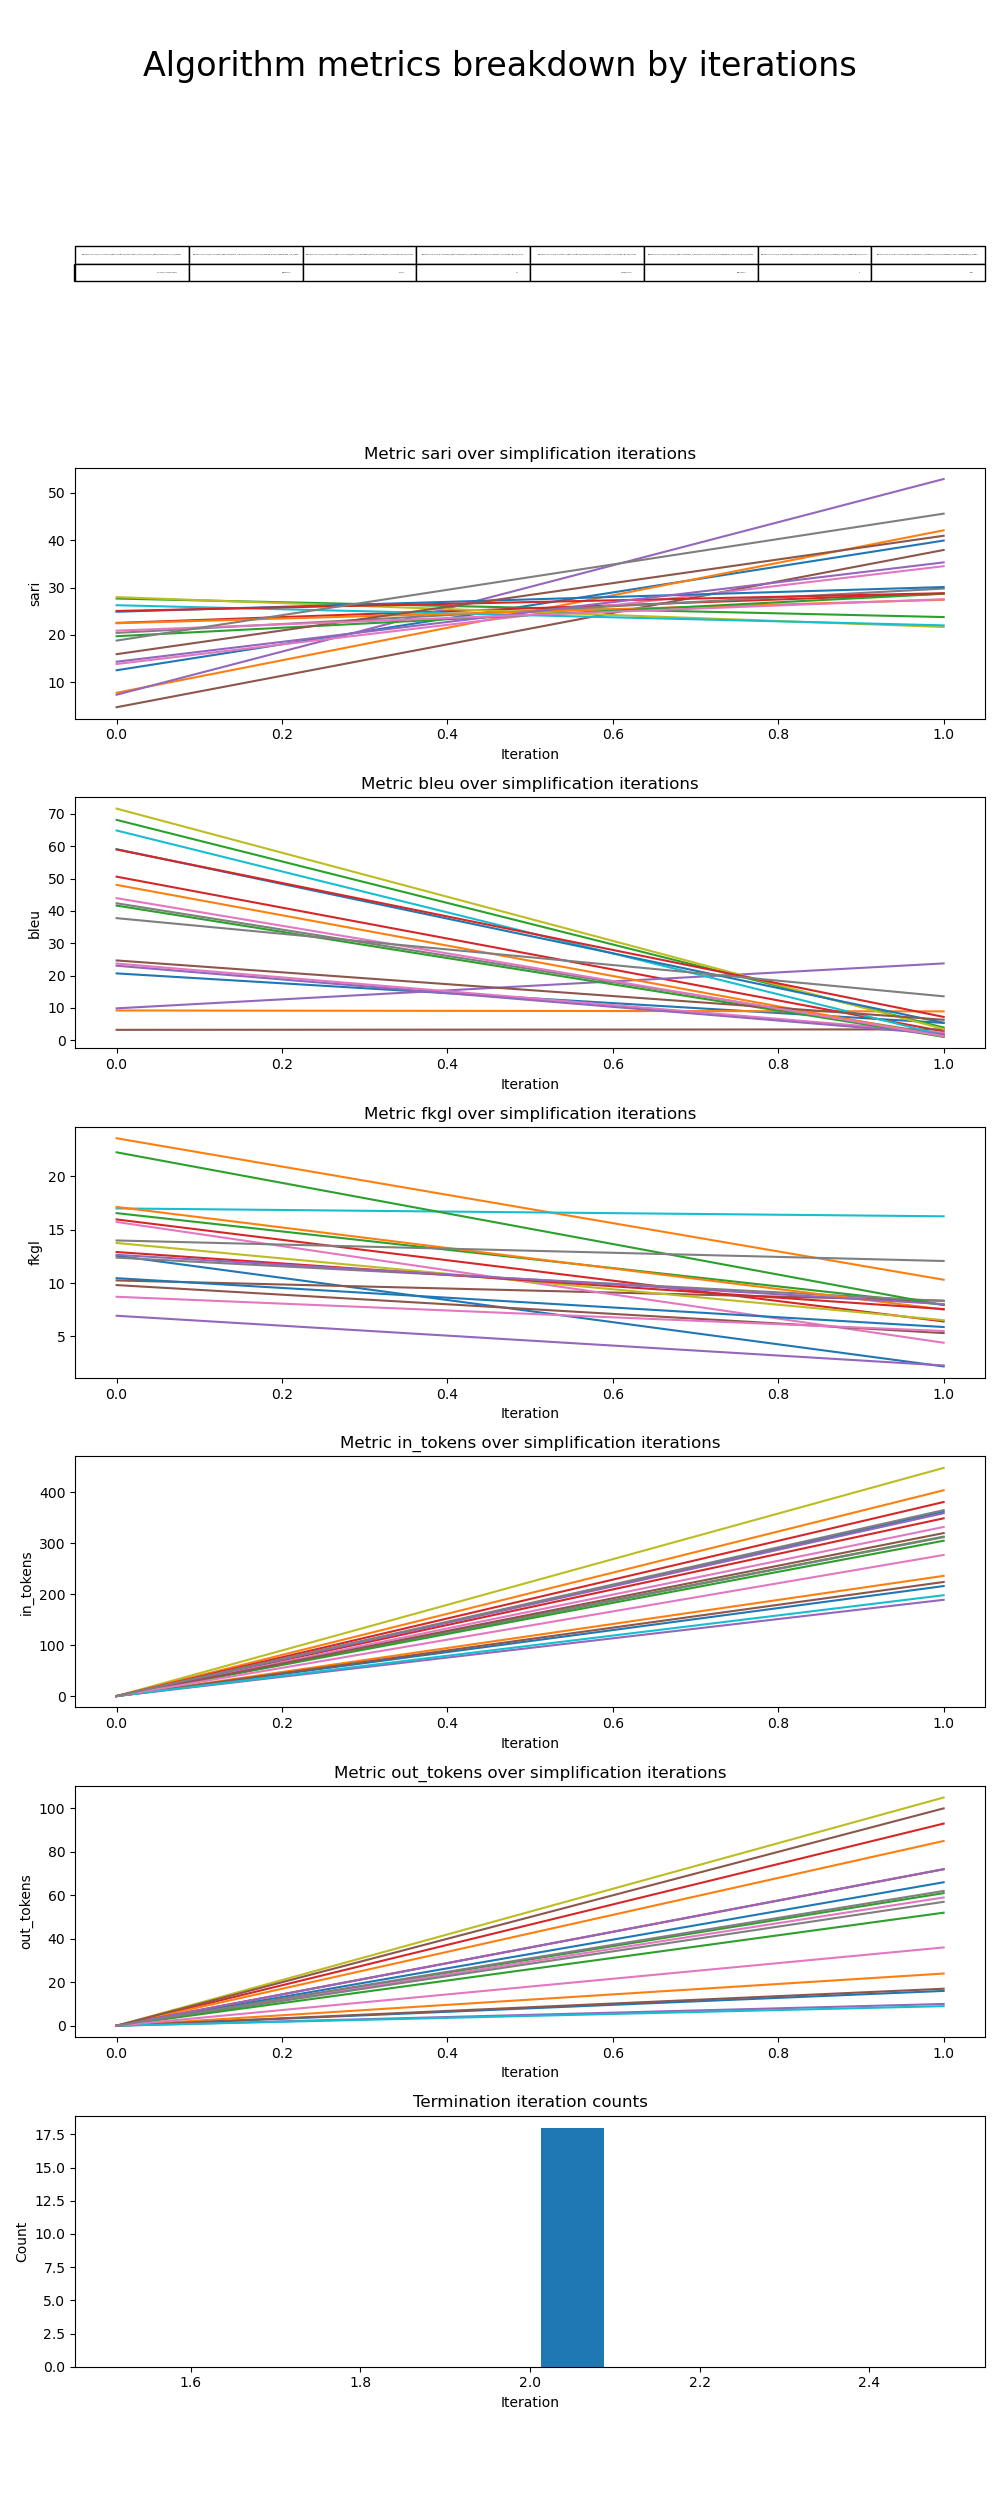 Algorithm metrics breakdown by iterations
Metric sari over simplification iterations
50
40
30
20
10
sari
0.0 0.2 0.4 0.6 0.8 1.0
Iteration
Metric bleu over simplification iterations
70
60
50
40
30
20
10
0
bleu
0.0 0.2 0.4 0.6 0.8 1.0
Iteration
Metric fkgl over simplification iterations
20
15
10
5
fkgl
0.0 0.2 0.4 0.6 0.8 1.0
Iteration
Metric in_tokens over simplification iterations
400
300
200
100
0
in_tokens
0.0 0.2 0.4 0.6 0.8 1.0
Iteration
Metric out_tokens over simplification iterations
100
80
60
40
20
0
out_tokens
0.0 0.2 0.4 0.6 0.8 1.0
Iteration
Termination iteration counts
17.5
15.0
12.5
10.0
7.5
5.0
2.5
0.0
Count
1.6 1.8 2.0 2.2 2.4
Iteration